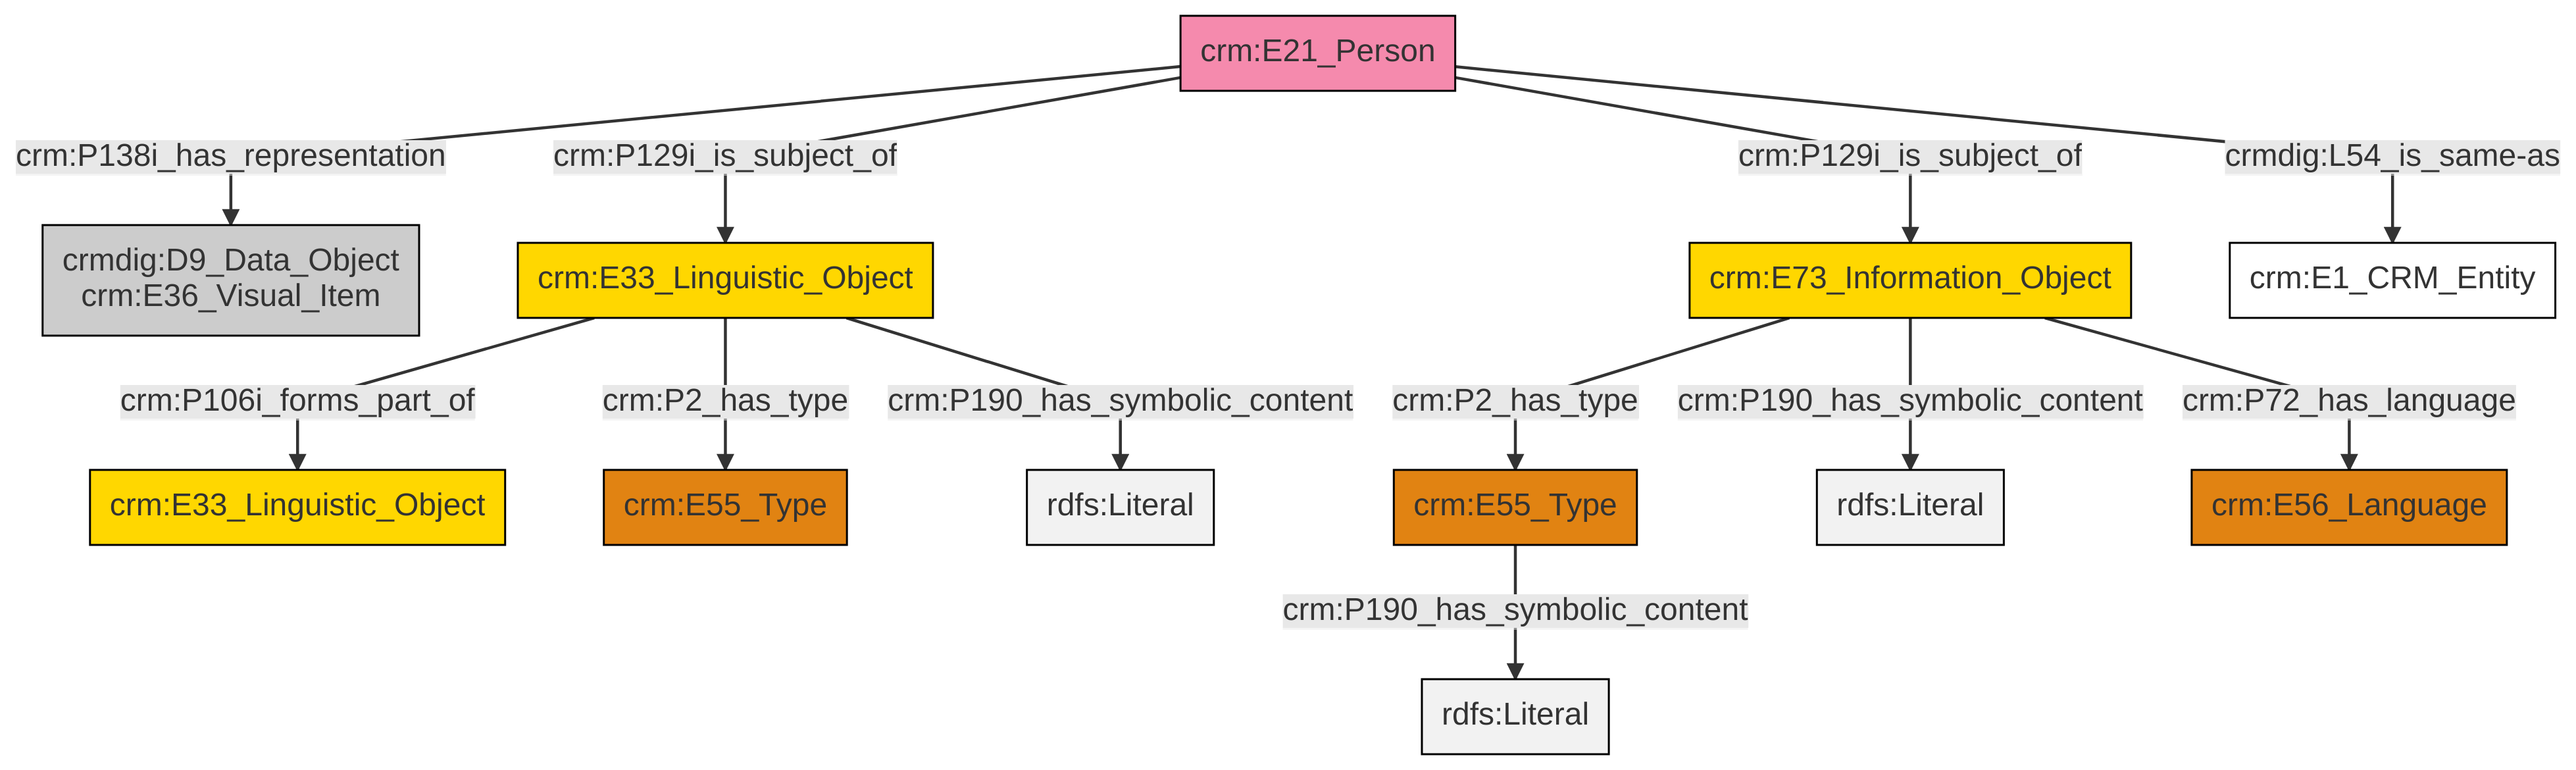 crm:E21_Person
crm:P138i_has_representation
crm:P129i_is_subject_of
crm:P129i_is_subject_of
crmdig:L54_is_same-as
crmdig:D9_Data_Object
crm:E36_Visual_Item
crm:E33_Linguistic_Object
crm:E73_Information_Object
crm:E1_CRM_Entity
crm:P106i_forms_part_of
crm:P2_has_type
crm:P190_has_symbolic_content
crm:P2_has_type
crm:P190_has_symbolic_content
crm:P72_has_language
crm:E33_Linguistic_Object
crm:E55_Type
rdfs:Literal
crm:E55_Type
rdfs:Literal
crm:E56_Language
crm:P190_has_symbolic_content
rdfs:Literal